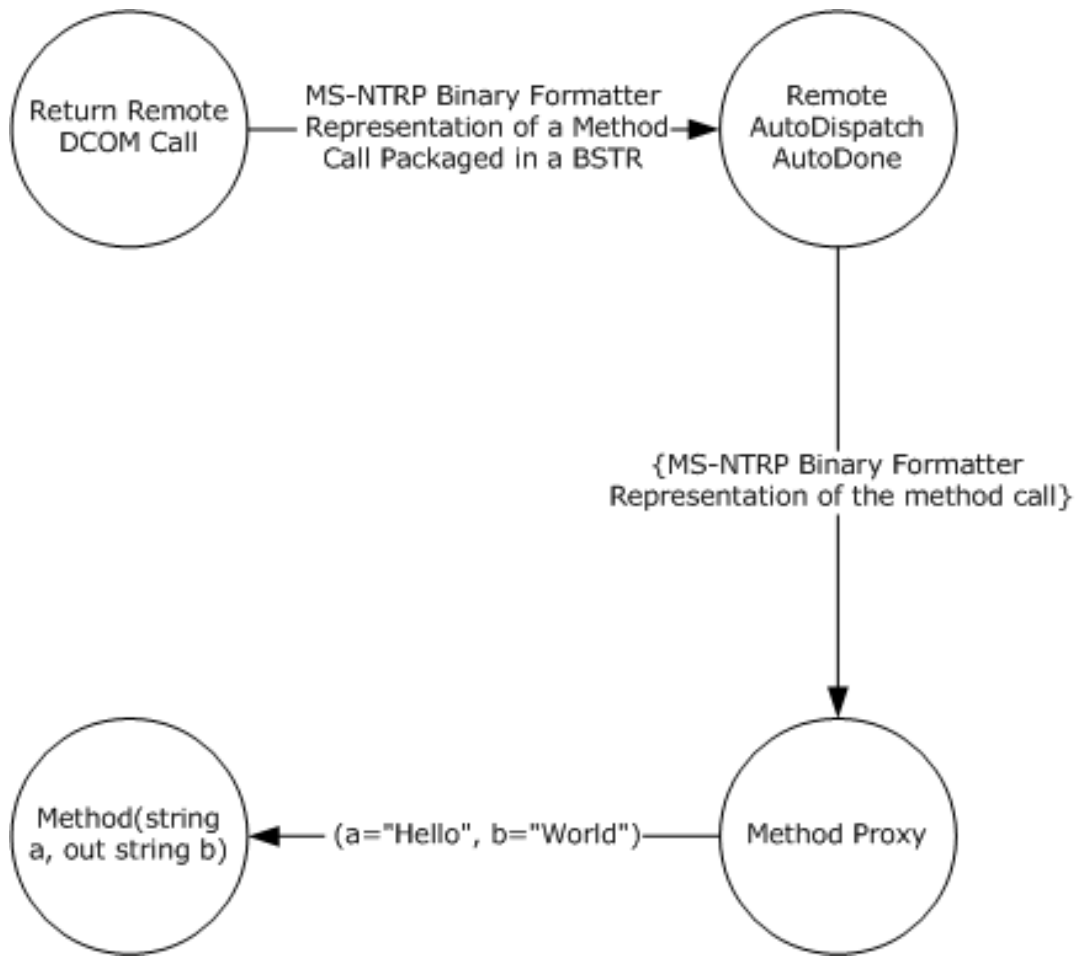 Return Remote
DCOM Call
MS-NTRP Binary Formatter
Representation of a Method
Call Packaged in a BSTR
Remote
AutoDispatch
AutoDone
{MS-NTRP Binary Formatter
Representation of the method call}
Method(string
a, out string b)
(a="Hello", b="World")
Method Proxy